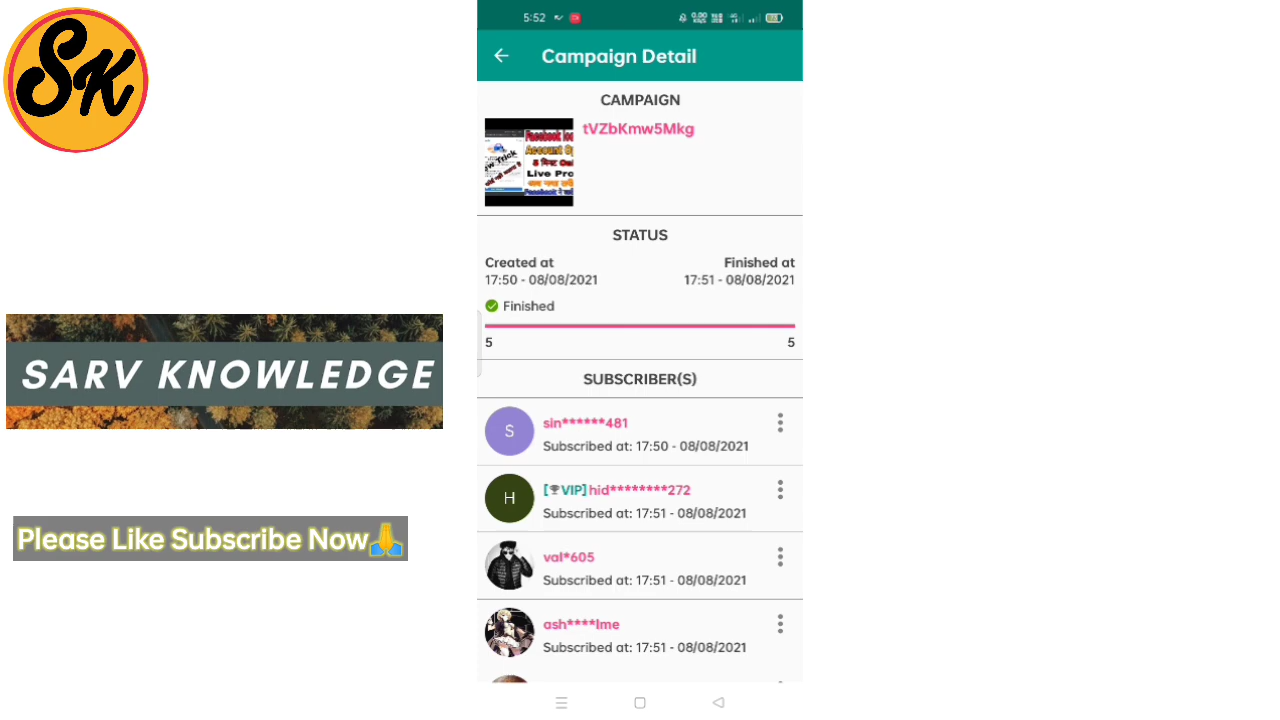 SK
SARV KNOWLEDGE
Please Like Subscribe Now🙏
5:52
Campaign Detail
CAMPAIGN
tVZbKmw5Mkg
Account
Live Pro
STATUS
Created at
Finished at
17:50 - 08/08/2021
17:51 - 08/08/2021
Finished
5
5
SUBSCRIBER(S)
S
sin******481
Subscribed at: 17:50 - 08/08/2021
H
[🏆VIP]hid********272
Subscribed at: 17:51 - 08/08/2021
val*605
Subscribed at: 17:51 - 08/08/2021
ash****lme
Subscribed at: 17:51 - 08/08/2021